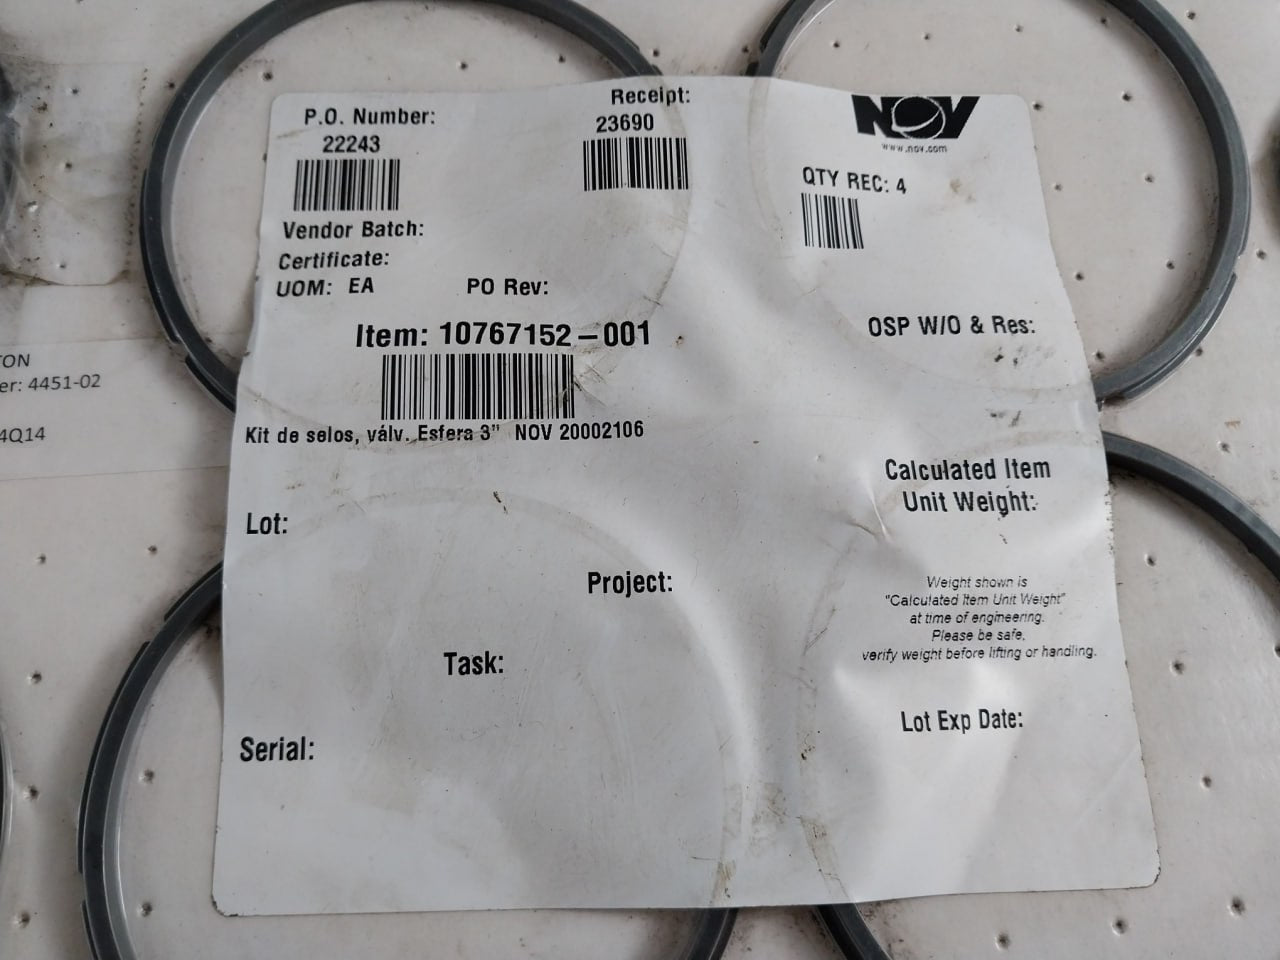 P.O. Number:
22243
Receipt:
23690
NOV
www.nov.com
QTY REC: 4
Vendor Batch:
Certificate:
UOM: EA
PO Rev:
Item: 10767152-001
OSP W/O & Res:
Kit de selos, válv. Esfera 3" NOV 20002106
Calculated Item
Unit Weight:
Lot:
Project:
Weight shown is
"Calculated Item Unit Weight"
at time of engineering.
Please be safe,
verify weight before lifting or handling.
Task:
Lot Exp Date:
Serial:
TON
er: 4451-02
4Q14